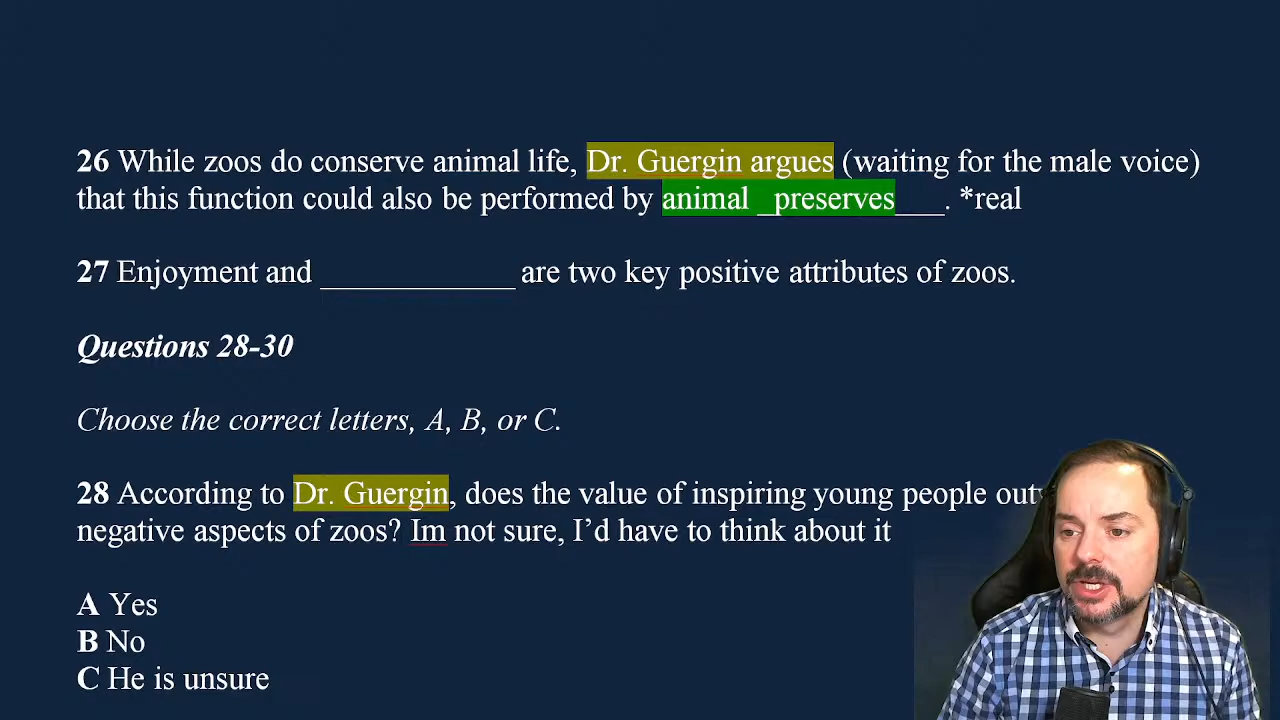 26 While zoos do conserve animal life, Dr. Guergin argues (waiting for the male voice)
that this function could also be performed by animal _preserves___. *real
27 Enjoyment and _____________ are two key positive attributes of zoos.
Questions 28-30
Choose the correct letters, A, B, or C.
28 According to Dr. Guergin, does the value of inspiring young people
negative aspects of zoos? Im not sure, I’d have to think about it
A Yes
B No
C He is unsure